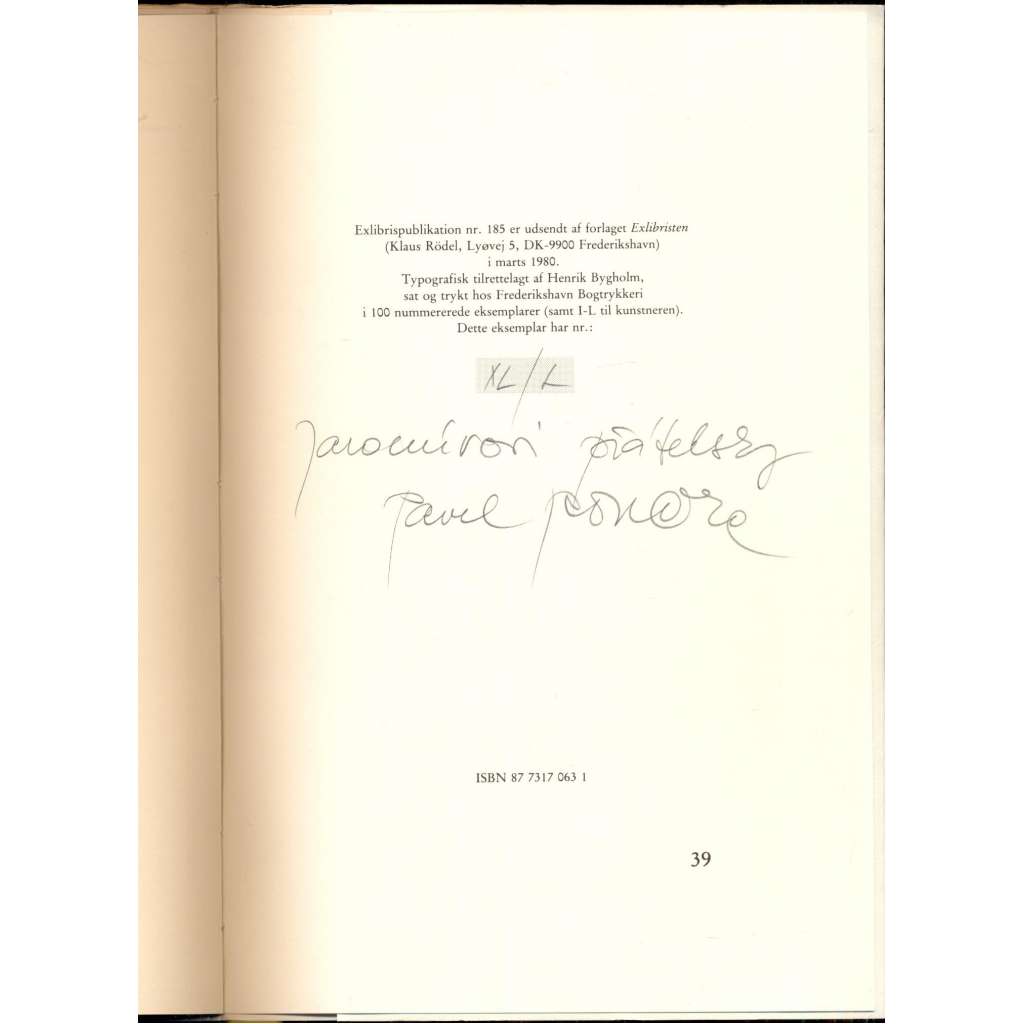 Exlibrispublikation nr. 185 er udsendt af forlaget Exlibristen
(Klaus Rödel, Lyøvej 5, DK-9900 Frederikshavn)
i marts 1980.
Typografisk tilrettelagt af Henrik Bygholm,
sat og trykt hos Frederikshavn Bogtrykkeri
i 100 nummererede eksemplarer (samt I-L til kunstneren).
Dette eksemplar har nr.:
XL/L
Jaromírovi přátelsky
Pavel
ISBN 87 7317 063 1
39